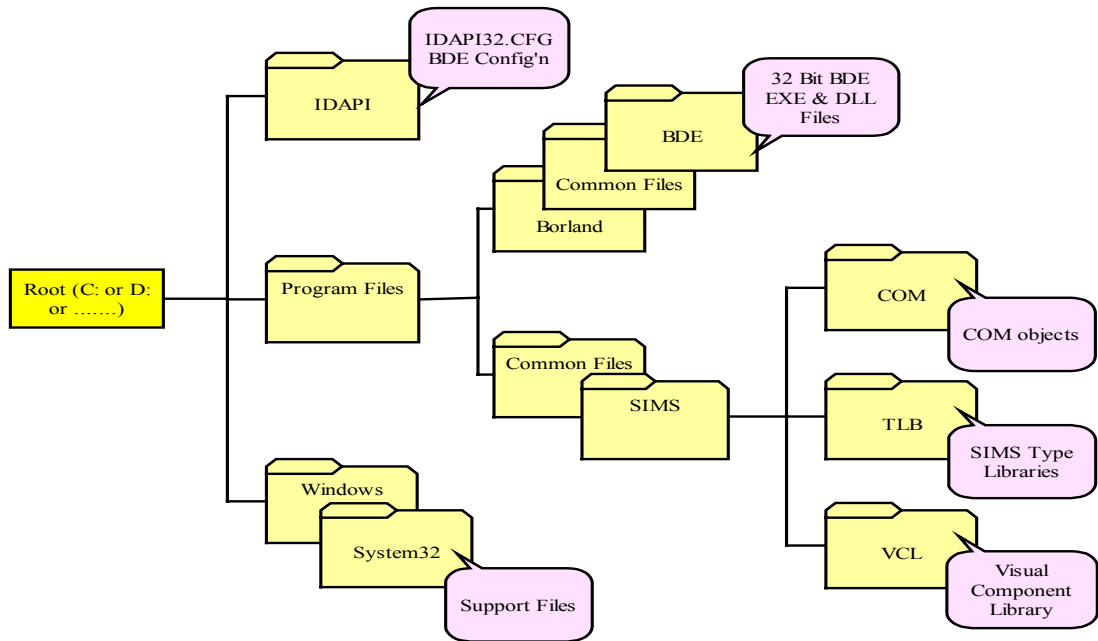 IDAPI32.CFG
BDE Config'n
IDAPI
32 Bit BDE
EXE & DLL
Files
BDE
Common Files
Borland
Root (C: or D:
or .......)
Program Files
COM
COM objects
Common Files
SIMS
TLB
SIMS Type
Libraries
Windows
System32
Support Files
VCL
Visual
Component
Library